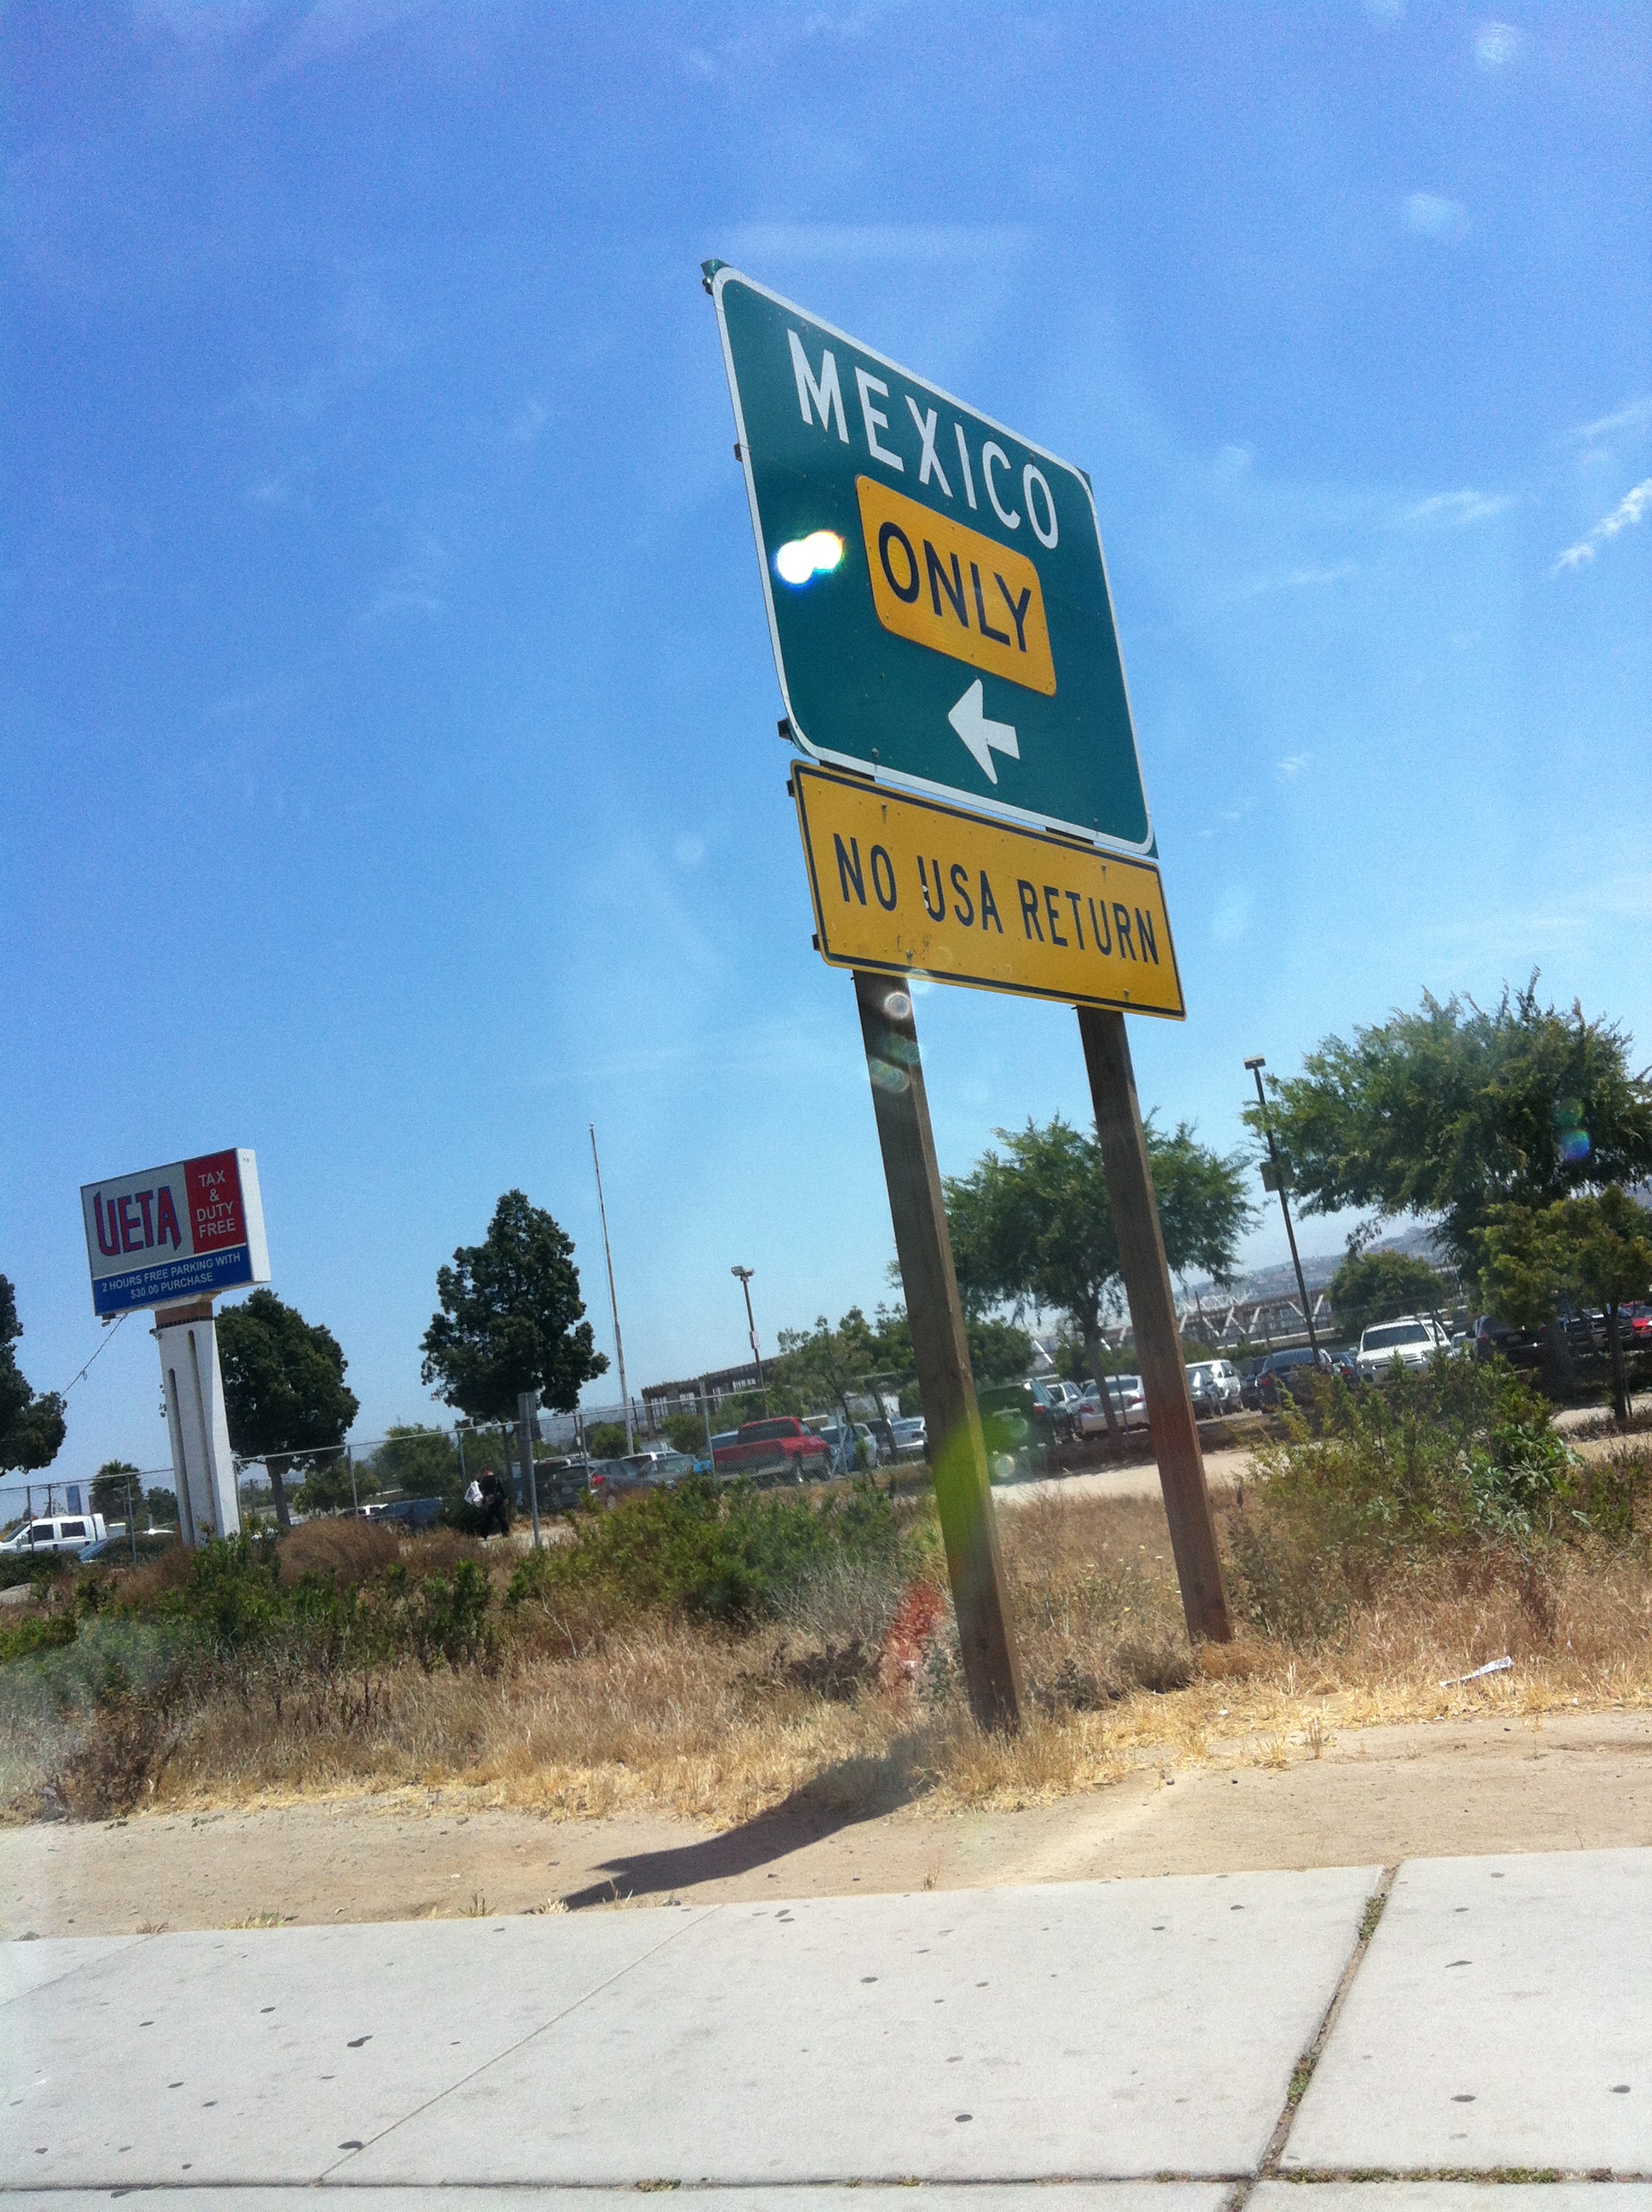 MEXICO
ONLY
NO USA RETURN
UETA
TAX
&
DUTY
FREE
2 HOURS FREE PARKING WITH
$30.00 PURCHASE